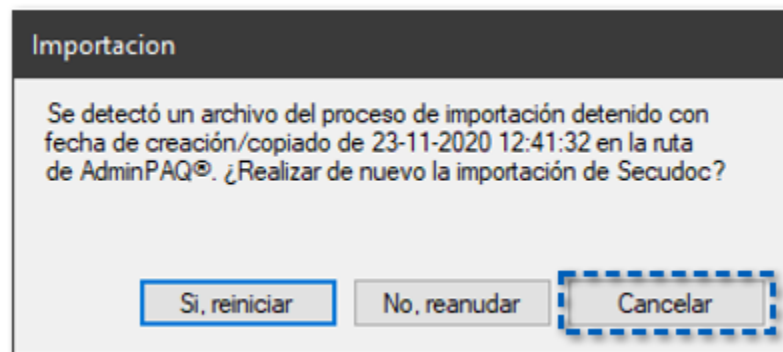 Importacion
Se detectó un archivo del proceso de importación detenido con
fecha de creación/copiado de 23-11-2020 12:41:32 en la ruta
de AdminPAQ®. ¿Realizar de nuevo la importación de Secudoc?
Si, reiniciar
No, reanudar
Cancelar